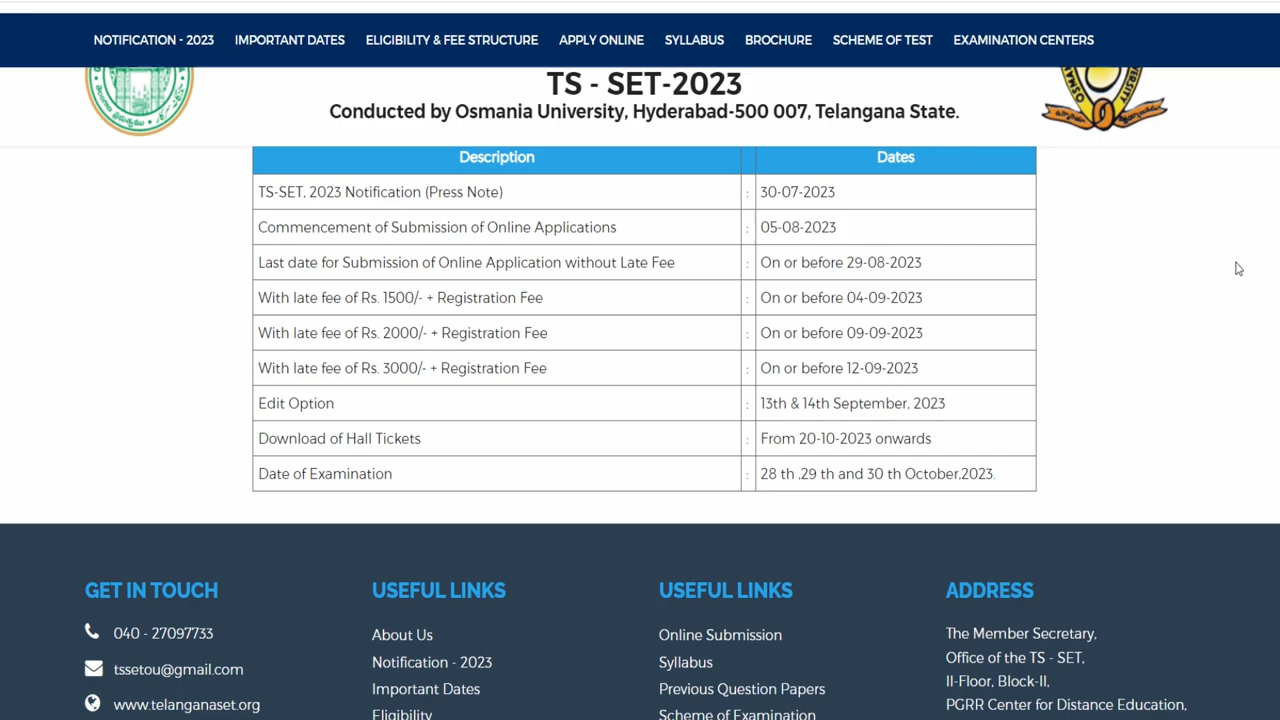 NOTIFICATION - 2023 IMPORTANT DATES ELIGIBILITY & FEE STRUCTURE APPLY ONLINE SYLLABUS BROCHURE SCHEME OF TEST EXAMINATION CENTERS
TS - SET-2023
Conducted by Osmania University, Hyderabad-500 007, Telangana State.
Description Dates
TS-SET, 2023 Notification (Press Note) : 30-07-2023
Commencement of Submission of Online Applications : 05-08-2023
Last date for Submission of Online Application without Late Fee : On or before 29-08-2023
With late fee of Rs. 1500/- + Registration Fee : On or before 04-09-2023
With late fee of Rs. 2000/- + Registration Fee : On or before 09-09-2023
With late fee of Rs. 3000/- + Registration Fee : On or before 12-09-2023
Edit Option : 13th & 14th September, 2023
Download of Hall Tickets : From 20-10-2023 onwards
Date of Examination : 28 th ,29 th and 30 th October,2023.
GET IN TOUCH USEFUL LINKS USEFUL LINKS ADDRESS
040 - 27097733 About Us Online Submission The Member Secretary,
Office of the TS - SET,
tssetou@gmail.com Notification - 2023 Syllabus II-Floor, Block-II,
www.telanganaset.org Important Dates Previous Question Papers PGRR Center for Distance Education,
Eligibility Scheme of Examination